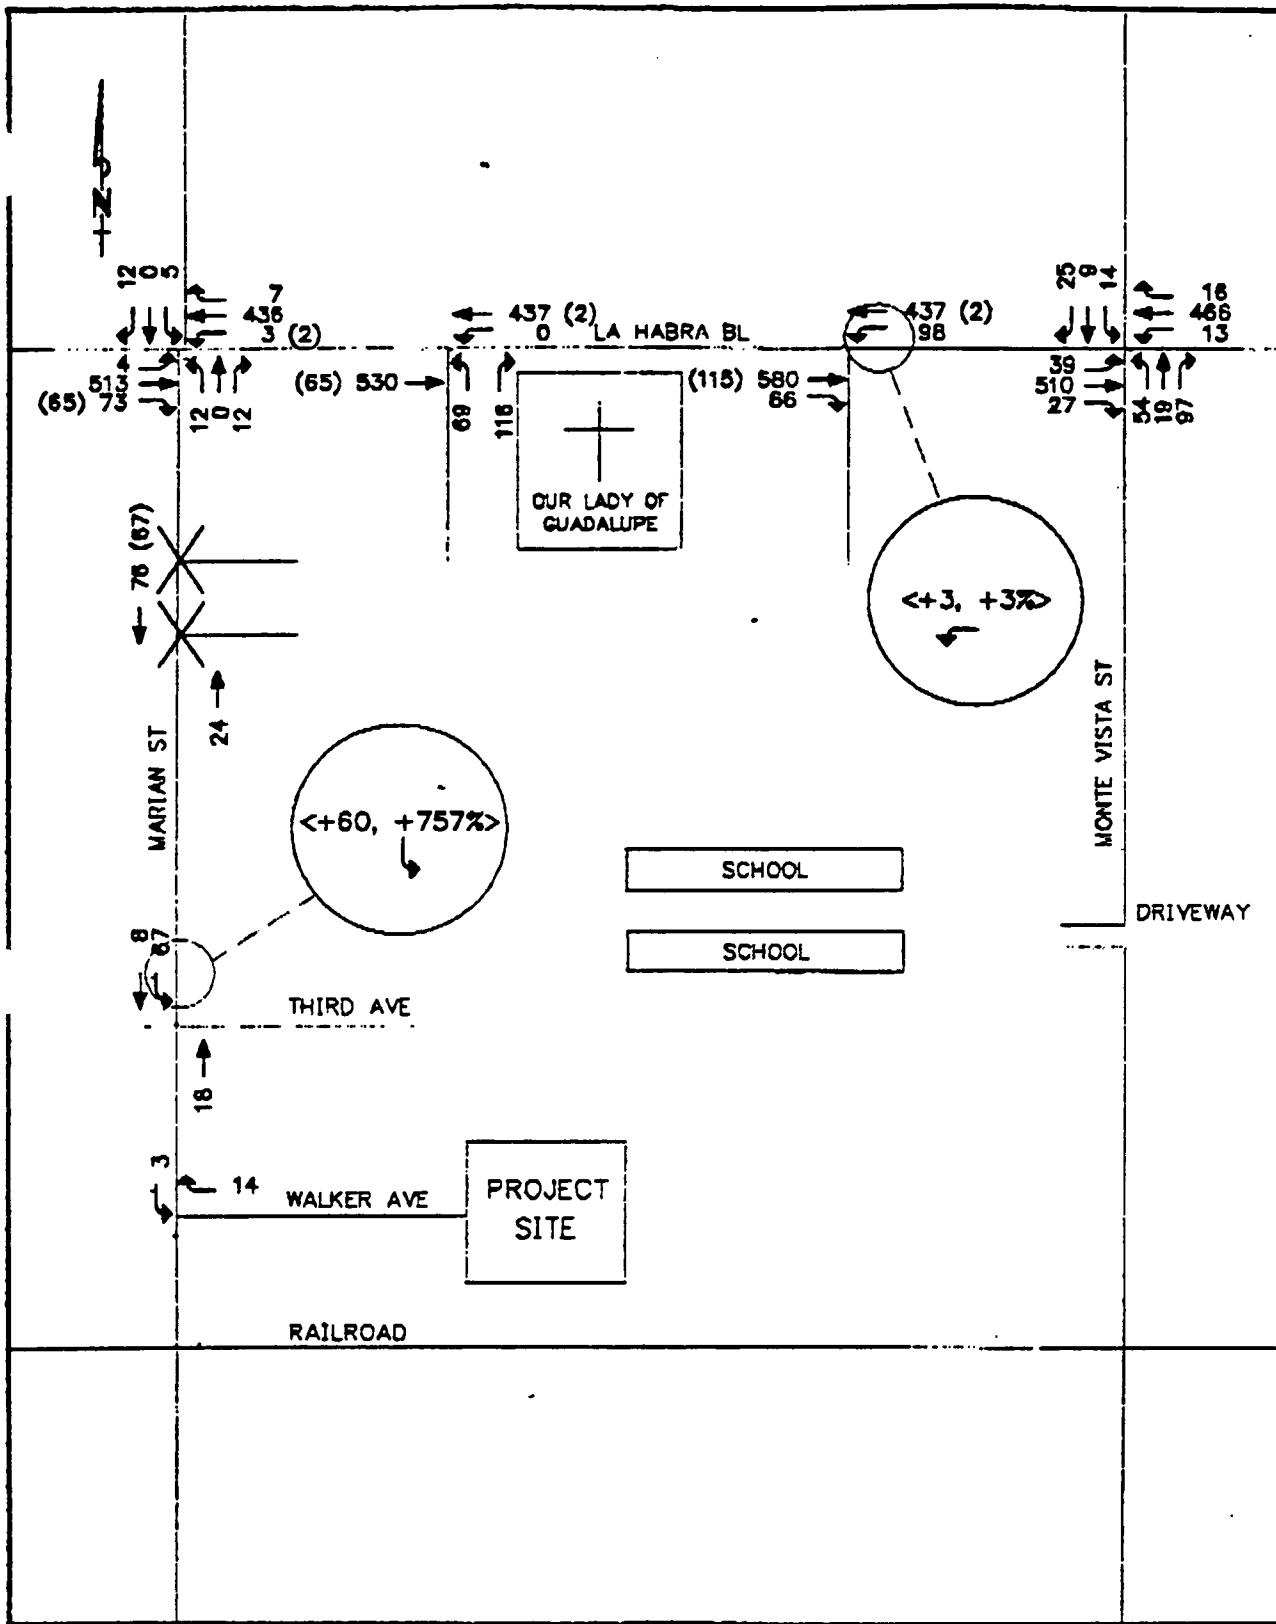 N
12 0 5
7
436
3 (2)
4
513
(65) 73
12 0 12
437 (2)
0
LA HABRA BL
(65) 530
69 116
437 (2)
98
(115) 580
66
25 9 14
16
466
13
39
510
27
54 19 97
OUR LADY OF
GUADALUPE
76 (67)
<+3, +3%>
24
MARIAN ST
MONTE VISTA ST
<+60, +757%>
SCHOOL
DRIVEWAY
8 67
SCHOOL
THIRD AVE
18
3
14
WALKER AVE
PROJECT
SITE
RAILROAD